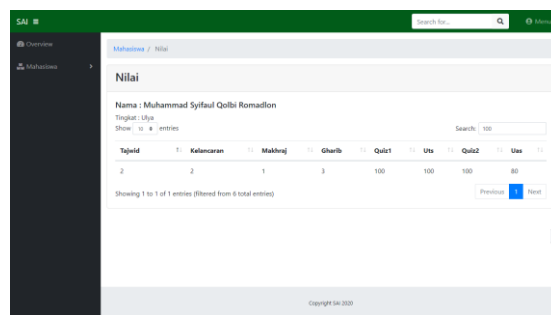 SAI
Search for...
Menu
Overview
Mahasiswa
Mahasiswa / Nilai
Nilai
Nama : Muhammad Syifaul Qolbi Romadlon
Tingkat : Ulya
Show 10 entries
Search: 100
Tajwid Kelancaran Makhraj Gharib Quiz1 Uts Quiz2 Uas
2 2 1 3 100 100 100 80
Showing 1 to 1 of 1 entries (filtered from 6 total entries)
Previous 1 Next
Copyright SAI 2020